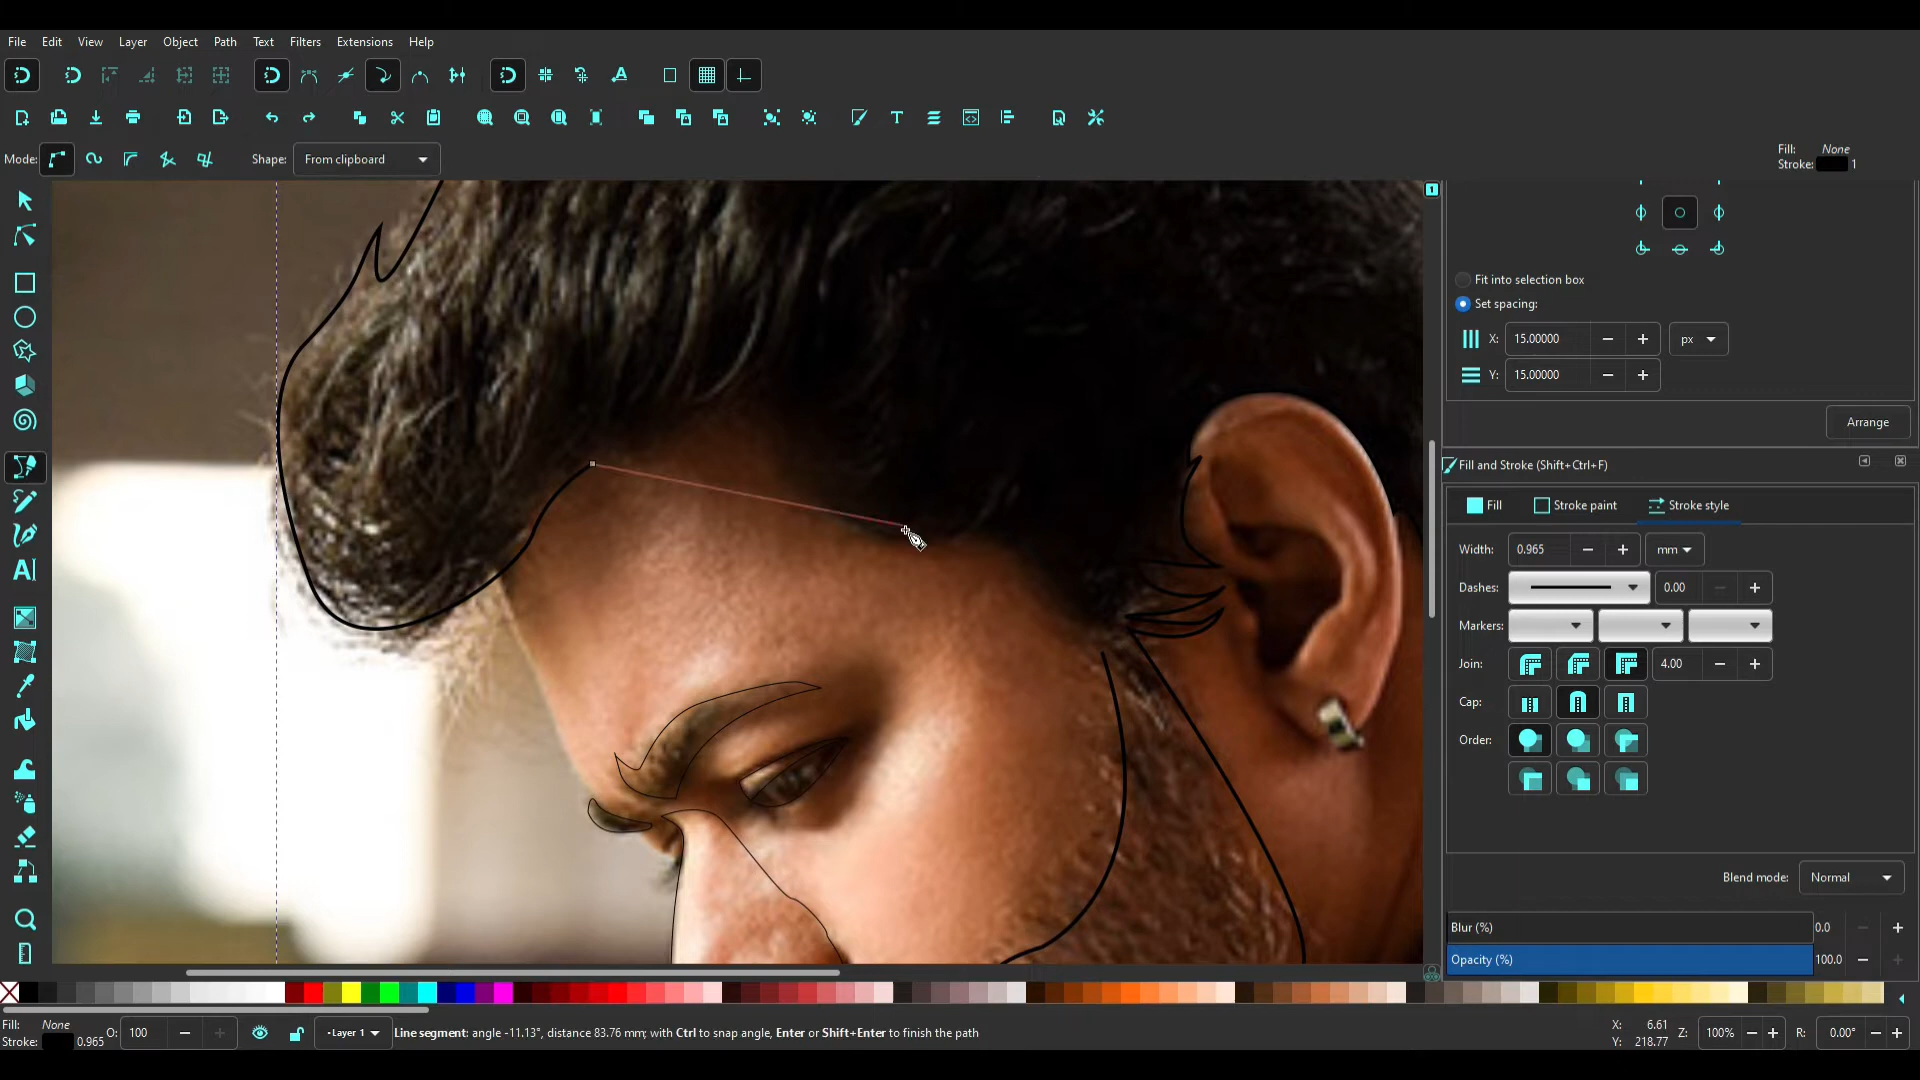 File Edit View Layer Object Path Text Filters Extensions Help
Mode: Shape: From clipboard
Fill: None
Stroke: 1
1
Fit into selection box
Set spacing:
X: 15.00000 px
Y: 15.00000
Arrange
Fill and Stroke (Shift+Ctrl+F)
Fill Stroke paint Stroke style
Width: 0.965 mm
Dashes: 0.00
Markers:
Join: 4.00
Cap:
Order:
Blend mode: Normal
Blur (%) 0.0
Opacity (%) 100.0
Fill: None O: 100 Layer 1 Line segment: angle -11.13°, distance 83.76 mm; with Ctrl to snap angle, Enter or Shift+Enter to finish the path X: 6.61 Z: 100% R: 0.00°
Stroke: 0.965 Y: 218.77